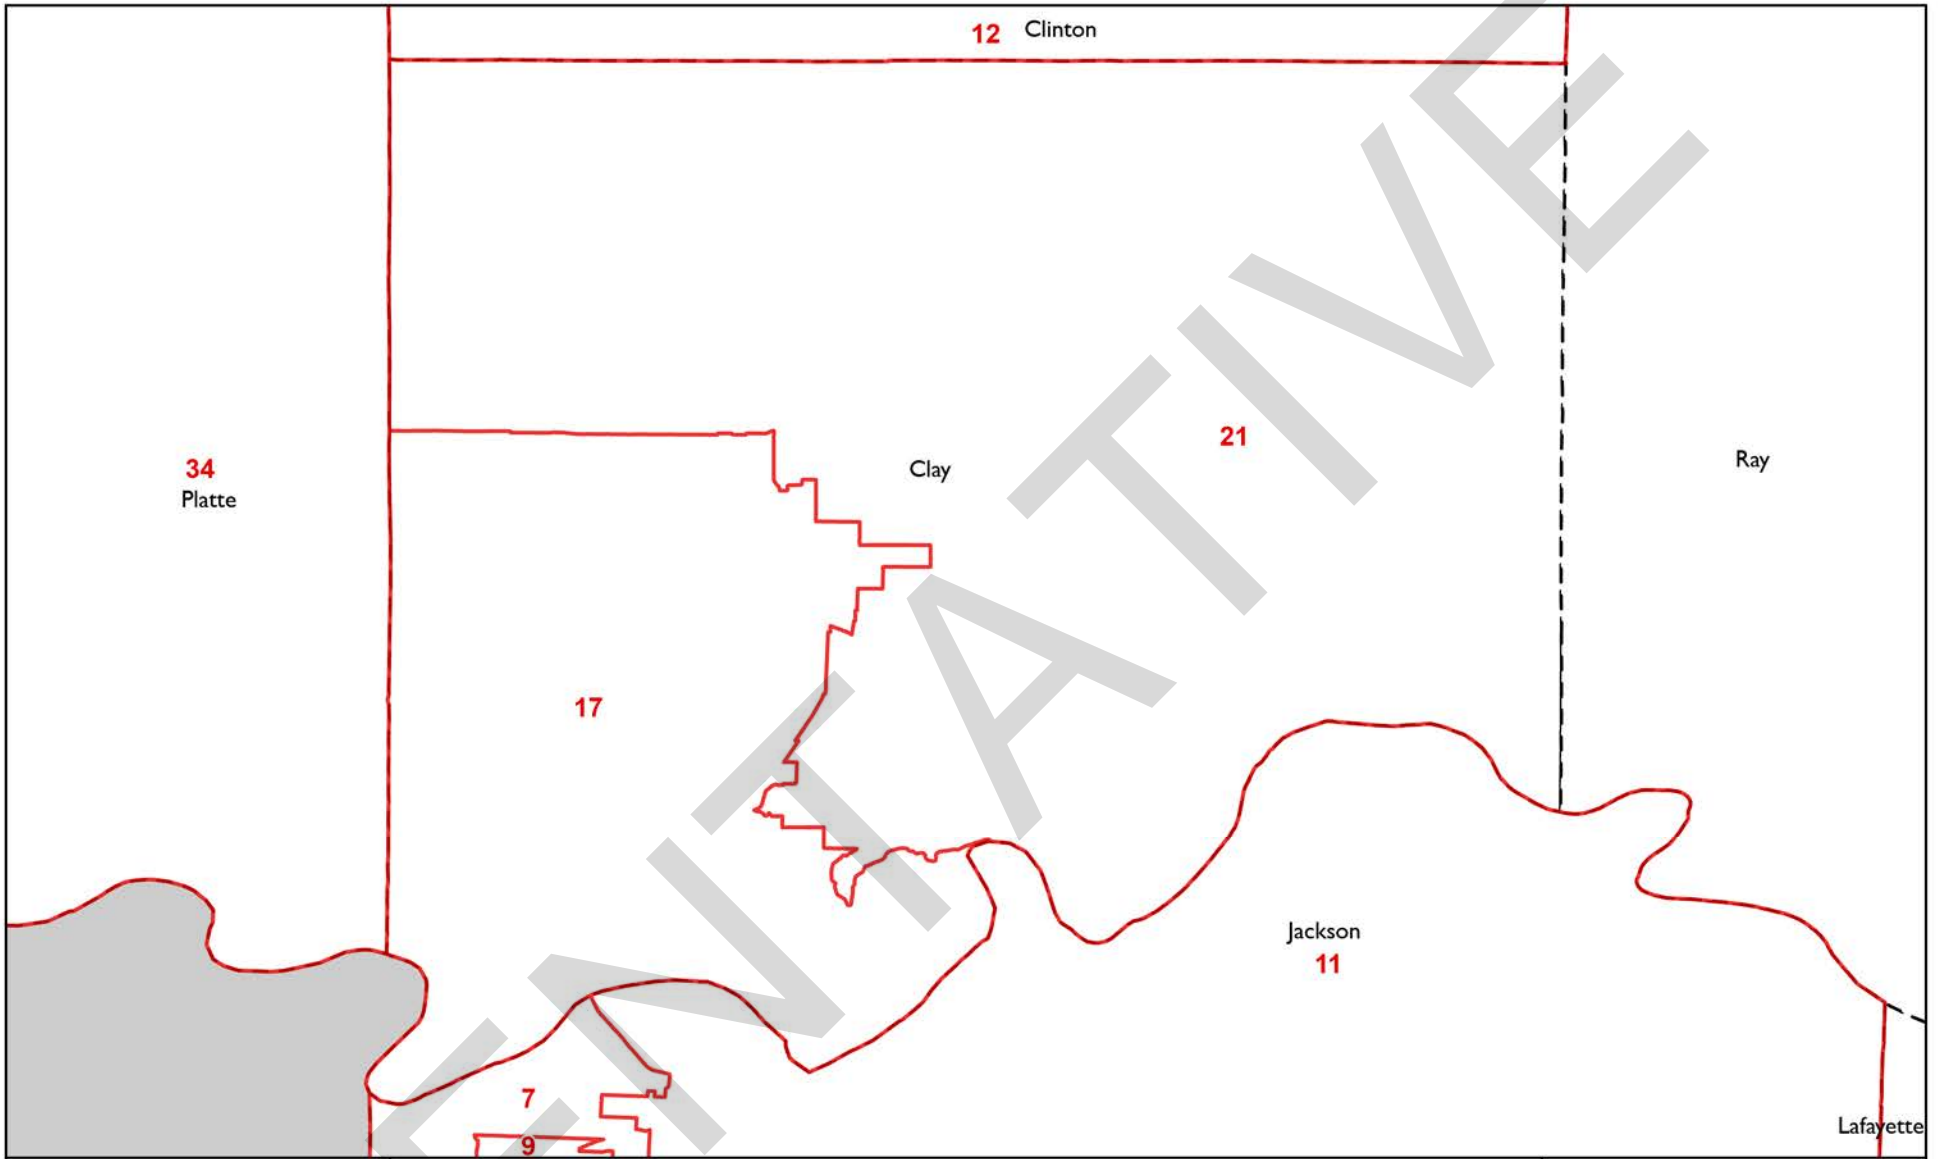 12 Clinton
34
Platte
Clay
21
Ray
17
Jackson
11
7
9
Lafayette
ENTATIVE